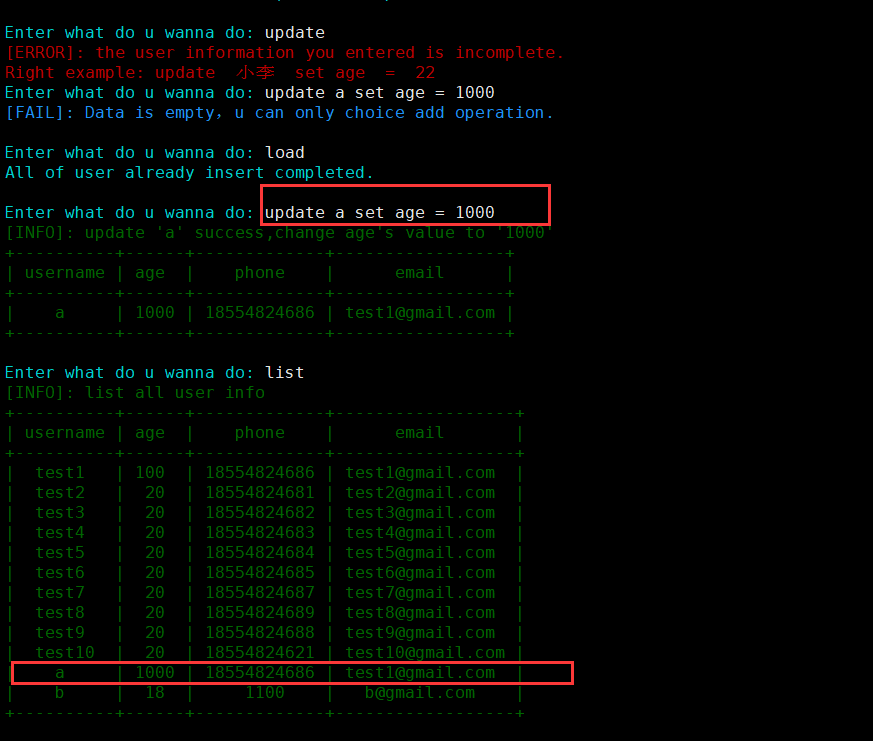 Enter what do u wanna do: update
[ERROR]: the user information you entered is incomplete.
Right example: update  小李  set age  =  22
Enter what do u wanna do: update a set age = 1000
[FAIL]: Data is empty, u can only choice add operation.
Enter what do u wanna do: load
All of user already insert completed.
Enter what do u wanna do: update a set age = 1000
[INFO]: update 'a' success,change age's value to '1000'
+----------+------+-------------+-----------------+
| username | age  |    phone    |      email      |
+----------+------+-------------+-----------------+
|    a     | 1000 | 18554824686 | test1@gmail.com |
+----------+------+-------------+-----------------+
Enter what do u wanna do: list
[INFO]: list all user info
+----------+------+-------------+------------------+
| username | age  |    phone    |      email       |
+----------+------+-------------+------------------+
|  test1   | 100  | 18554824686 | test1@gmail.com  |
|  test2   |  20  | 18554824681 | test2@gmail.com  |
|  test3   |  20  | 18554824682 | test3@gmail.com  |
|  test4   |  20  | 18554824683 | test4@gmail.com  |
|  test5   |  20  | 18554824684 | test5@gmail.com  |
|  test6   |  20  | 18554824685 | test6@gmail.com  |
|  test7   |  20  | 18554824687 | test7@gmail.com  |
|  test8   |  20  | 18554824689 | test8@gmail.com  |
|  test9   |  20  | 18554824688 | test9@gmail.com  |
|  test10  |  20  | 18554824621 | test10@gmail.com |
|    a     | 1000 | 18554824686 | test1@gmail.com  |
|    b     |  18  |     1100    |   b@gmail.com    |
+----------+------+-------------+------------------+